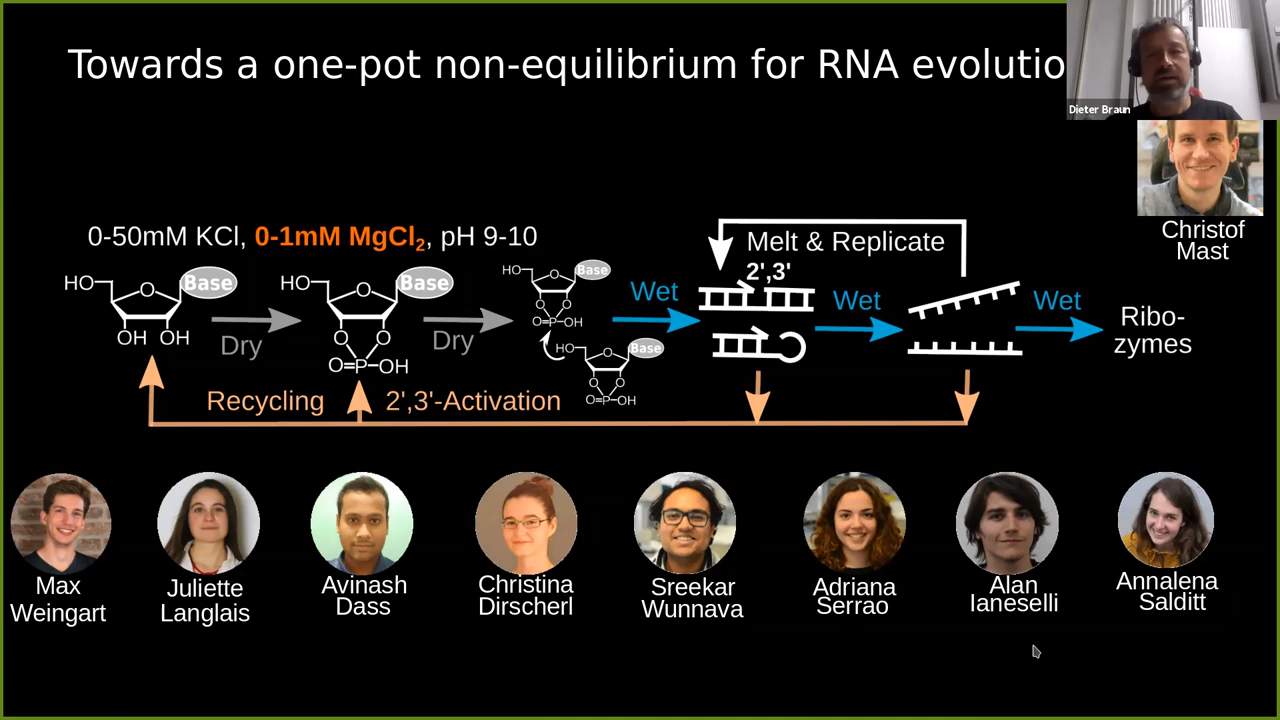 Towards a one-pot non-equilibrium for RNA evolutio
Dieter Braun
Christof
Mast
0-50mM KCl, 0-1mM MgCl₂, pH 9-10
HO
O
Base
OH OH
Dry
HO
O
Base
O O
O=P–OH
Dry
HO
O
Base
O O
O=P–OH
HO
O
Base
O O
O=P–OH
Wet
Melt & Replicate
2',3'
Wet
Wet
Ribo-
zymes
Recycling
2',3'-Activation
Max
Weingart
Juliette
Langlais
Avinash
Dass
Christina
Dirscherl
Sreekar
Wunnava
Adriana
Serrao
Alan
Ianeselli
Annalena
Salditt